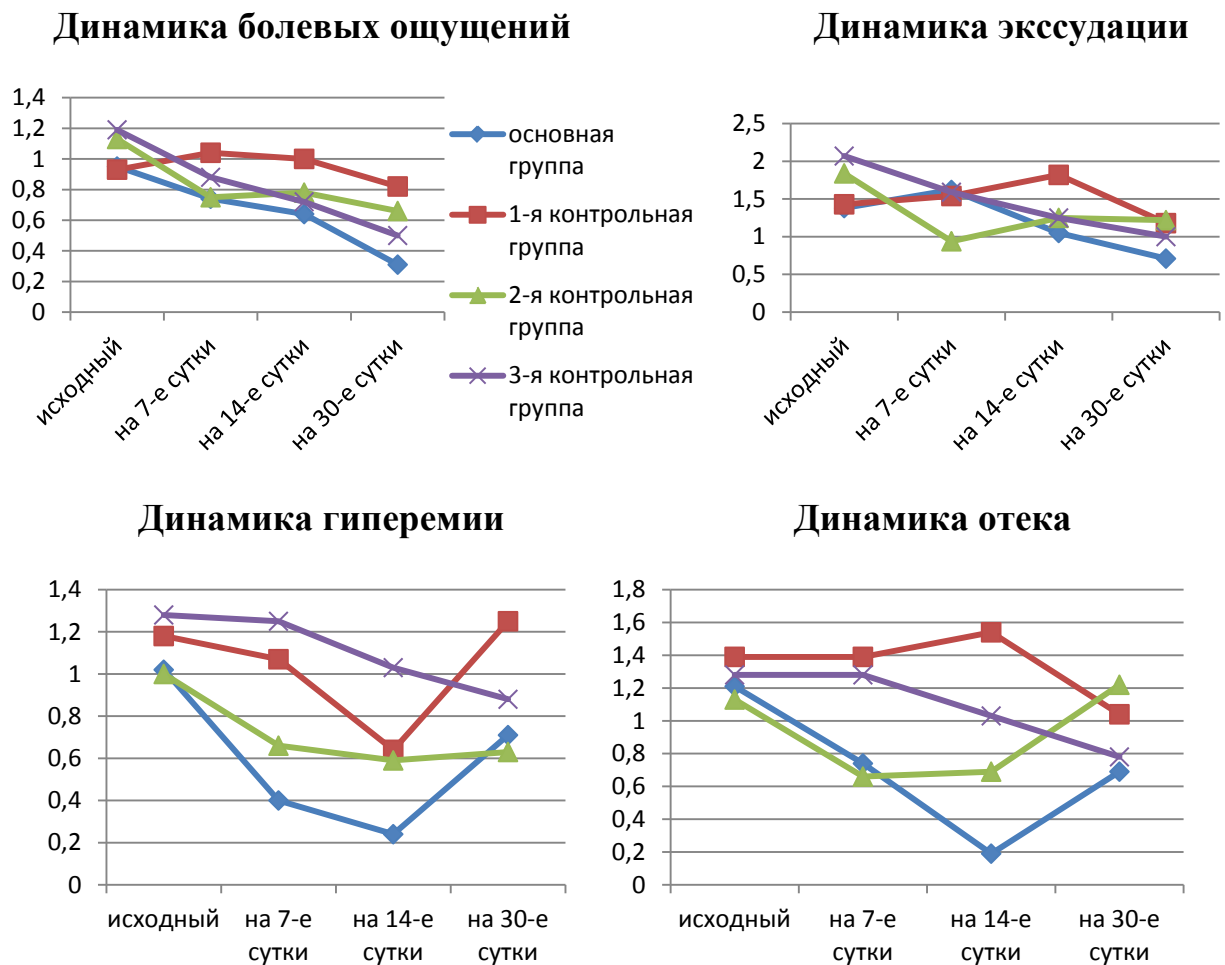 Динамика болевых ощущений
1,4
1,2
1
0,8
0,6
0,4
0,2
0
исходный
на 7-е сутки
на 14-е сутки
на 30-е сутки
основная
группа
1-я контрольная
группа
2-я контрольная
группа
3-я контрольная
группа
Динамика экссудации
2,5
2
1,5
1
0,5
0
исходный
на 7-е сутки
на 14-е сутки
на 30-е сутки
Динамика гиперемии
1,4
1,2
1
0,8
0,6
0,4
0,2
0
исходный
на 7-е
сутки
на 14-е
сутки
на 30-е
сутки
Динамика отека
1,8
1,6
1,4
1,2
1
0,8
0,6
0,4
0,2
0
исходный
на 7-е
сутки
на 14-е
сутки
на 30-е
сутки